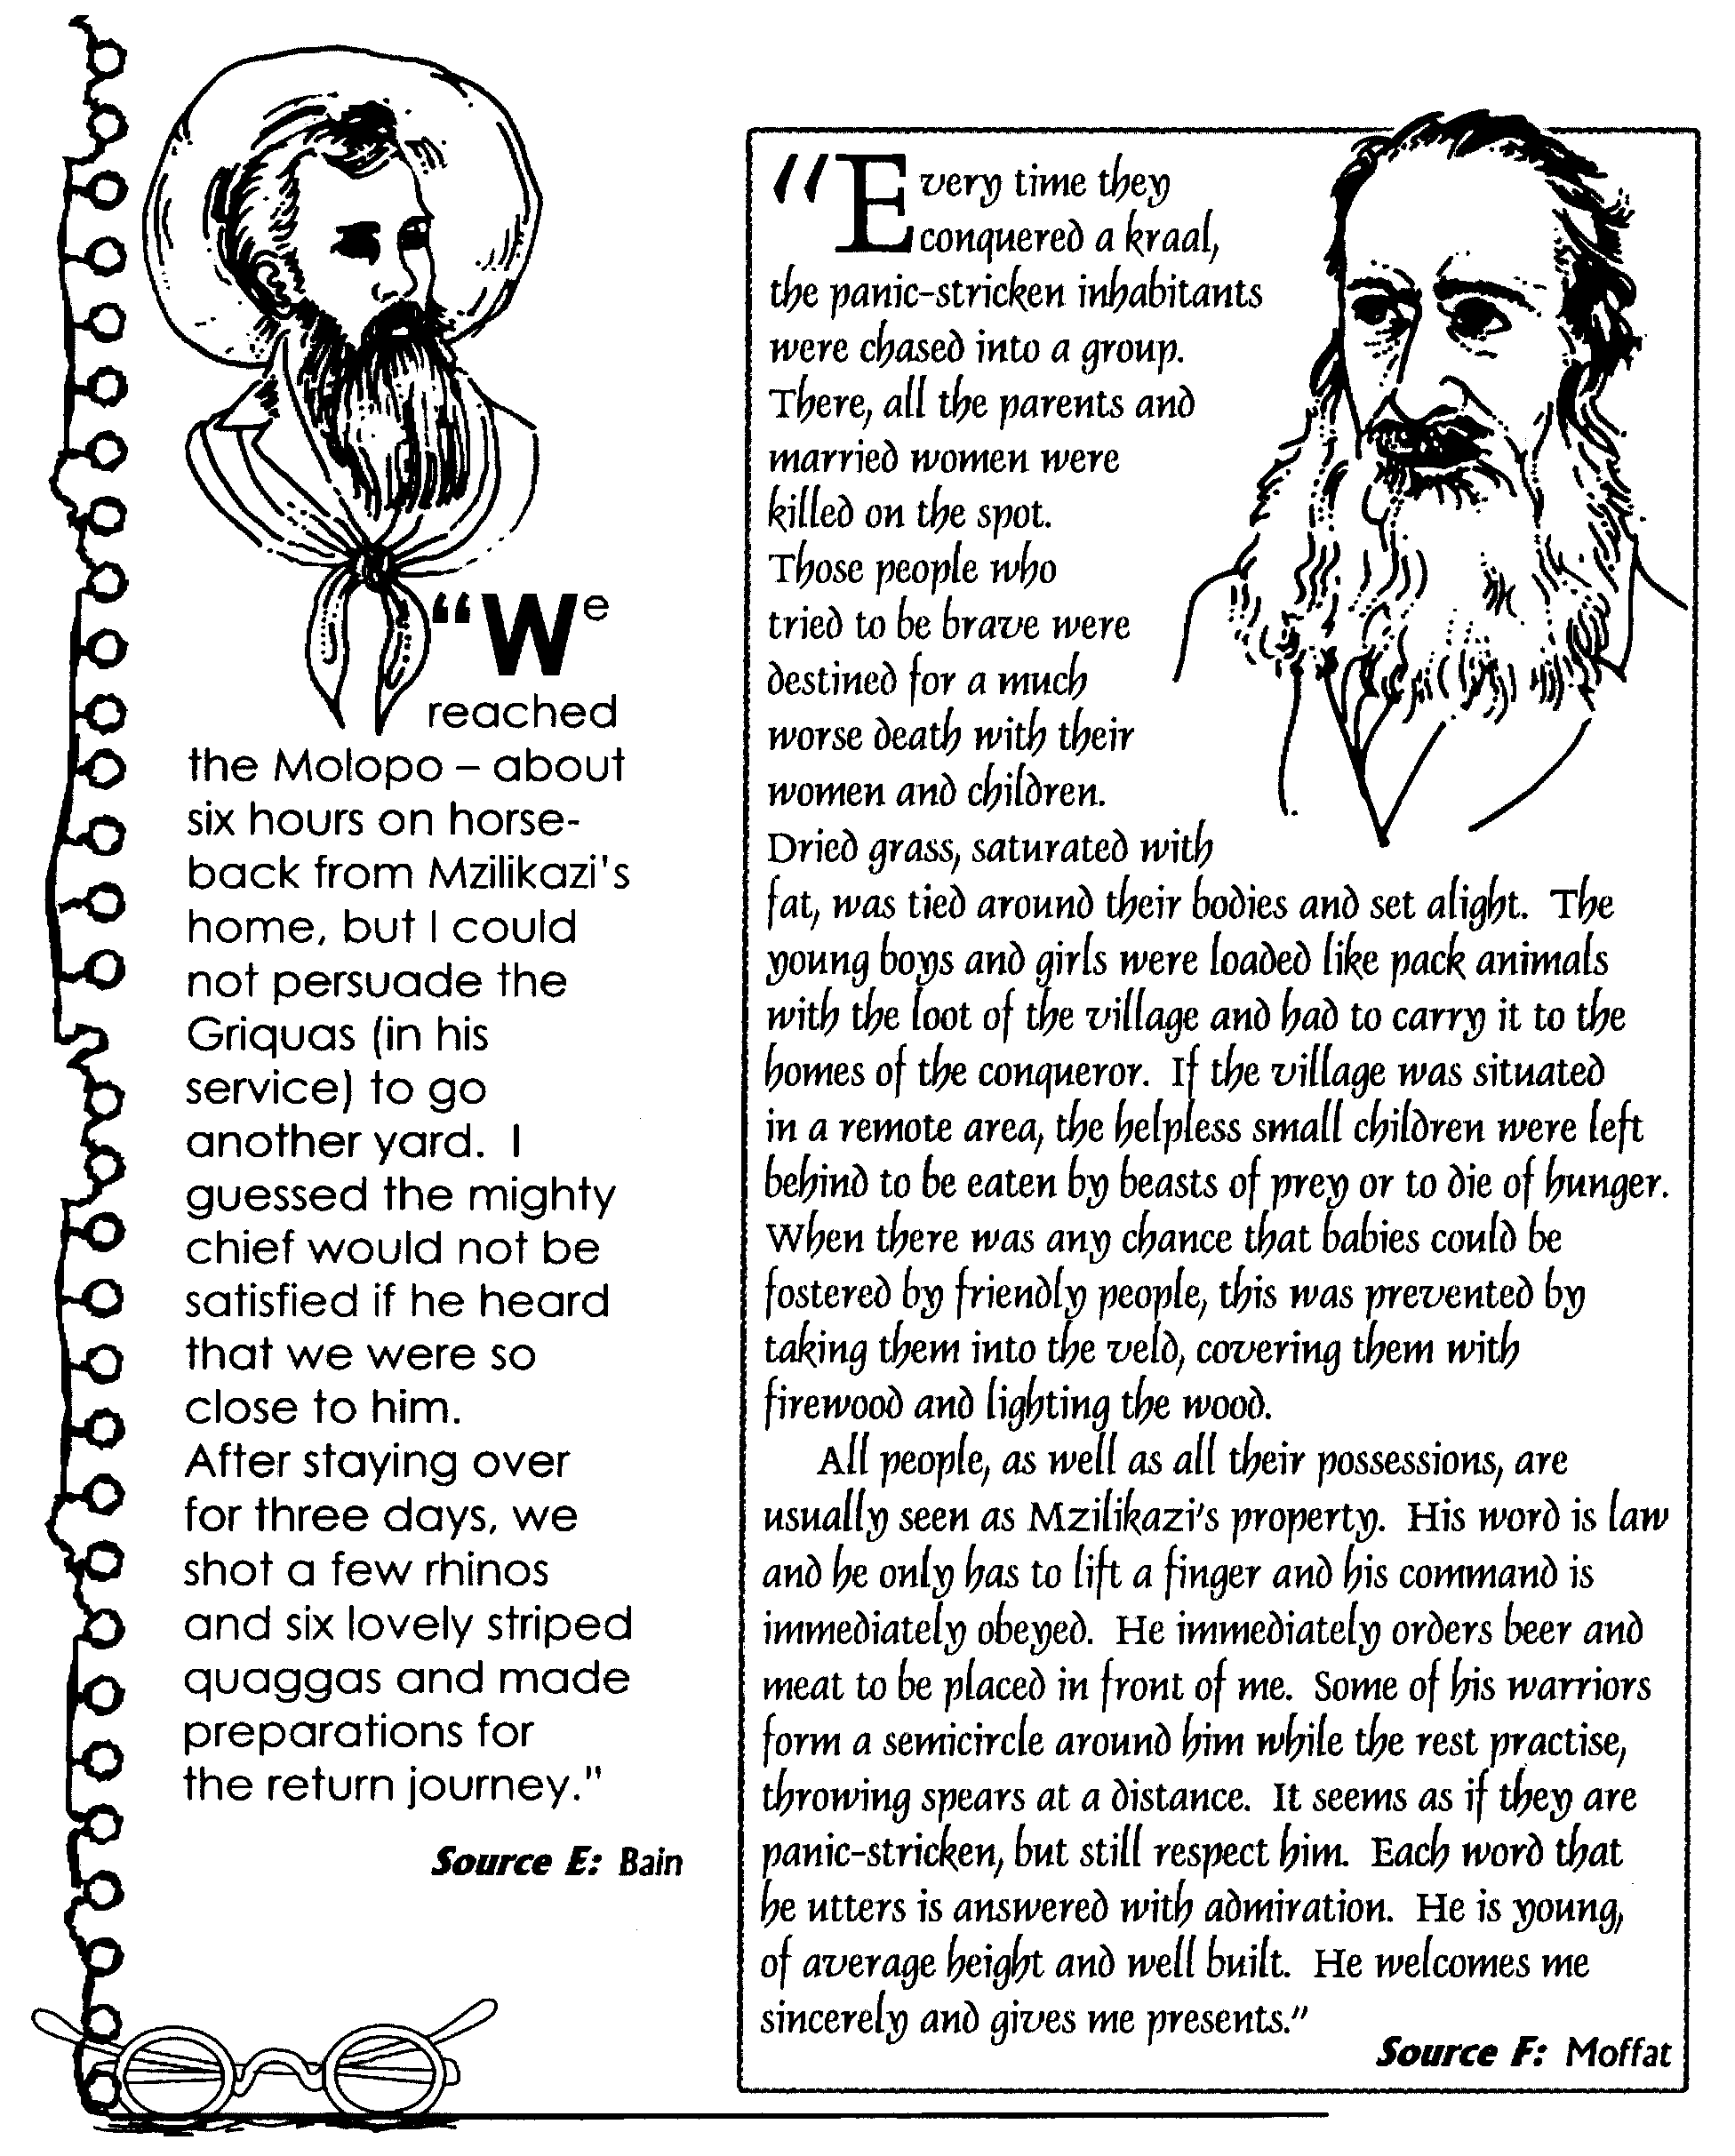 “We
reached
the Molopo – about
six hours on horse-
back from Mzilikazi's
home, but I could
not persuade the
Griquas (in his
service) to go
another yard. I
guessed the mighty
chief would not be
satisfied if he heard
that we were so
close to him.
After staying over
for three days, we
shot a few rhinos
and six lovely striped
quaggas and made
preparations for
the return journey."
Source E: Bain
“Every time they
conquered a kraal,
the panic-stricken inhabitants
were chased into a group.
There, all the parents and
married women were
killed on the spot.
Those people who
tried to be brave were
destined for a much
worse death with their
women and children.
Dried grass, saturated with
fat, was tied around their bodies and set alight. The
young boys and girls were loaded like pack animals
with the loot of the village and had to carry it to the
homes of the conqueror. If the village was situated
in a remote area, the helpless small children were left
behind to be eaten by beasts of prey or to die of hunger.
When there was any chance that babies could be
fostered by friendly people, this was prevented by
taking them into the veld, covering them with
firewood and lighting the wood.
All people, as well as all their possessions, are
usually seen as Mzilikazi's property. His word is law
and he only has to lift a finger and his command is
immediately obeyed. He immediately orders beer and
meat to be placed in front of me. Some of his warriors
form a semicircle around him while the rest practise,
throwing spears at a distance. It seems as if they are
panic-stricken, but still respect him. Each word that
he utters is answered with admiration. He is young,
of average height and well built. He welcomes me
sincerely and gives me presents.”
Source F: Moffat